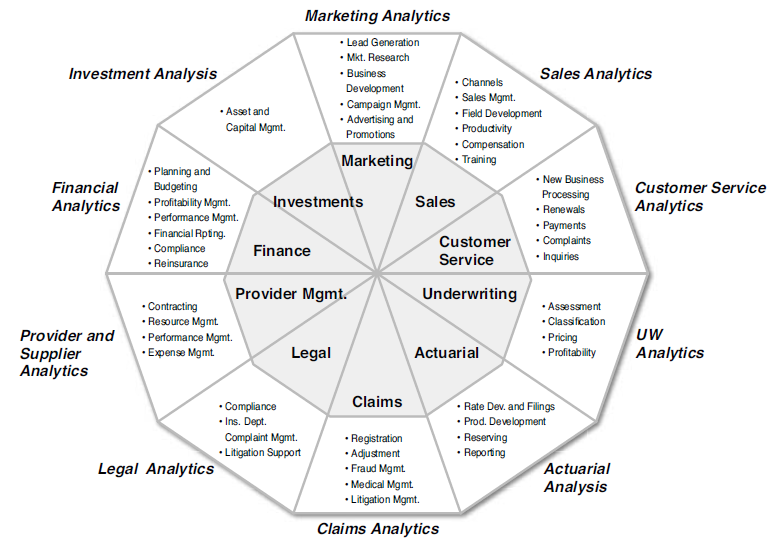 Marketing Analytics
• Lead Generation
• Mkt. Research
• Business
Development
• Campaign Mgmt.
• Advertising and
Promotions
Marketing
Sales Analytics
• Channels
• Sales Mgmt.
• Field Development
• Productivity
• Compensation
• Training
Sales
Customer Service
Analytics
• New Business
Processing
• Renewals
• Payments
• Complaints
• Inquiries
Customer
Service
UW
Analytics
• Assessment
• Classification
• Pricing
• Profitability
Underwriting
Actuarial
Analysis
• Rate Dev. and Filings
• Prod. Development
• Reserving
• Reporting
Actuarial
Claims Analytics
• Registration
• Adjustment
• Fraud Mgmt.
• Medical Mgmt.
• Litigation Mgmt.
Claims
Legal Analytics
• Compliance
• Ins. Dept.
Complaint Mgmt.
• Litigation Support
Legal
Provider and
Supplier
Analytics
• Contracting
• Resource Mgmt.
• Performance Mgmt.
• Expense Mgmt.
Provider Mgmt.
Financial
Analytics
• Planning and
Budgeting
• Profitability Mgmt.
• Performance Mgmt.
• Financial Rpting.
• Compliance
• Reinsurance
Finance
Investment Analysis
• Asset and
Capital Mgmt.
Investments